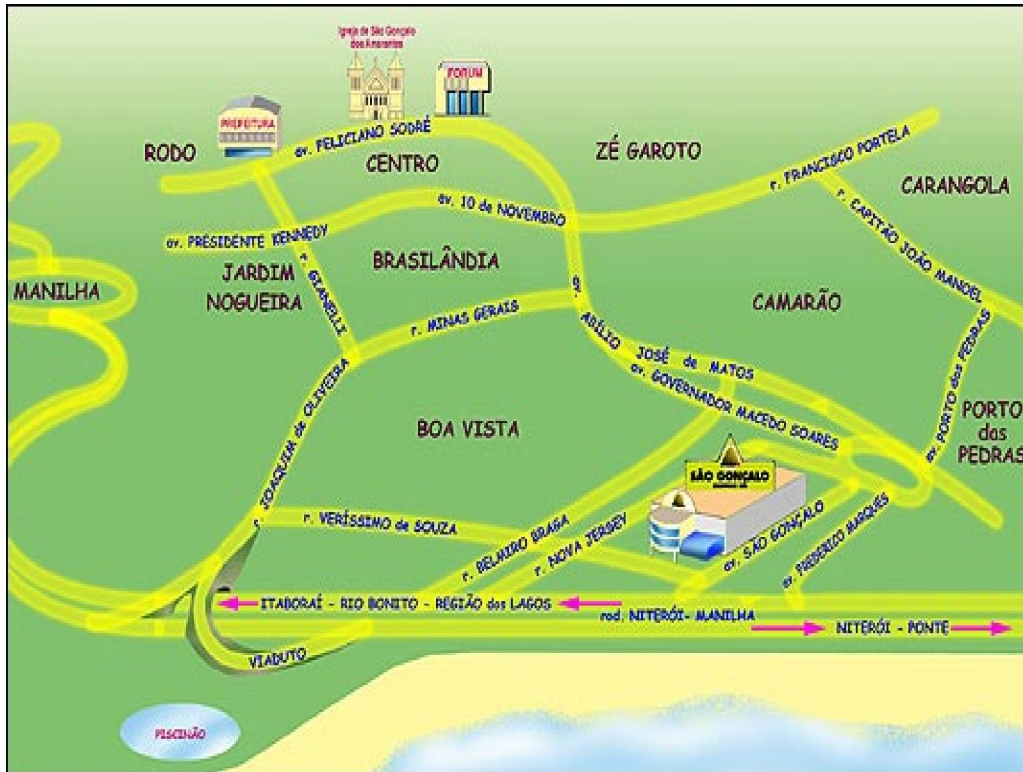 Igreja de São Gonçalo
dos Amarantes
FORUM
PREFEITURA
RODO
av. FELICIANO SODRÉ
CENTRO
ZÉ GAROTO
r. FRANCISCO PORTELA
CARANGOLA
r. CAPITÃO JOÃO MANOEL
av. 10 de NOVEMBRO
av. PRESIDENTE KENNEDY
r. GIANELLI
BRASILÂNDIA
JARDIM
NOGUEIRA
MANILHA
CAMARÃO
r. MINAS GERAIS
ABÍLIO JOSÉ de MATOS
av. GOVERNADOR MACEDO SOARES
av. PORTO das PEDRAS
PORTO
das
PEDRAS
r. JOAQUIM de OLIVEIRA
BOA VISTA
SÃO GONÇALO
r. VERÍSSIMO de SOUZA
r. BELMIRO BRAGA
r. NOVA JERSEY
av. SÃO GONÇALO
av. FREDERICO MARQUES
ITABORAÍ - RIO BONITO - REGIÃO dos LAGOS
rod. NITERÓI- MANILHA
NITERÓI - PONTE
VIADUTO
PISCINÃO